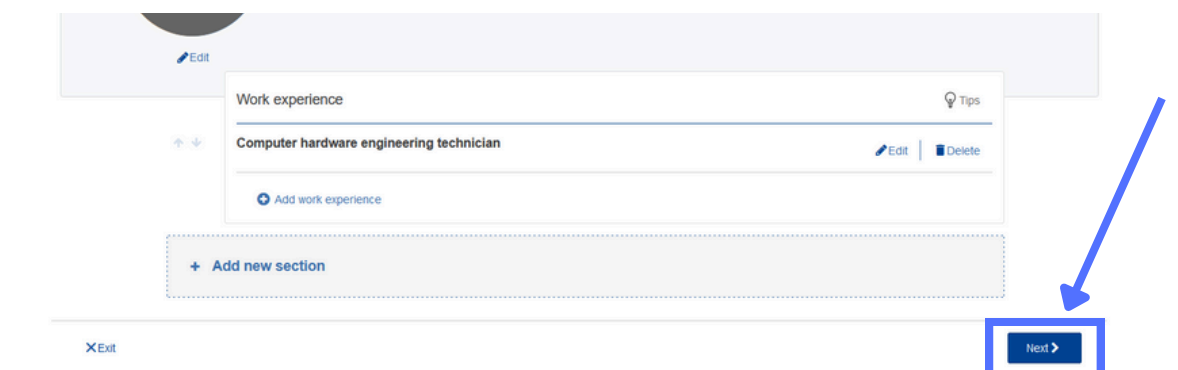 Edit
Work experience
Tips
Computer hardware engineering technician
Edit
Delete
Add work experience
+ Add new section
Exit
Next